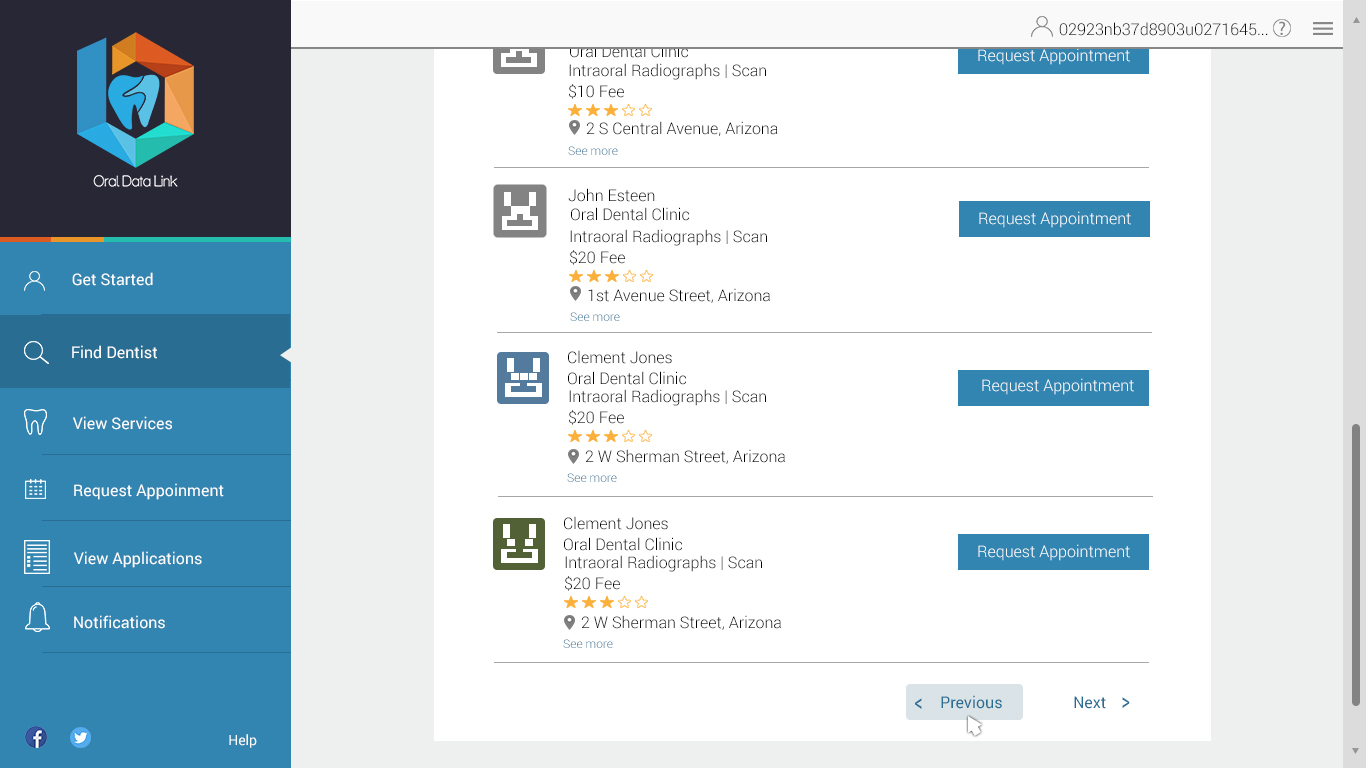 Oral Data Link
Get Started
Find Dentist
View Services
Request Appoinment
View Applications
Notifications
Help
02923nb37d8903u0271645...
?
Oral Dental Clinic
Intraoral Radiographs | Scan
$10 Fee
2 S Central Avenue, Arizona
See more
Request Appointment
John Esteen
Oral Dental Clinic
Intraoral Radiographs | Scan
$20 Fee
1st Avenue Street, Arizona
See more
Request Appointment
Clement Jones
Oral Dental Clinic
Intraoral Radiographs | Scan
$20 Fee
2 W Sherman Street, Arizona
See more
Request Appointment
Clement Jones
Oral Dental Clinic
Intraoral Radiographs | Scan
$20 Fee
2 W Sherman Street, Arizona
See more
Request Appointment
< Previous
Next >